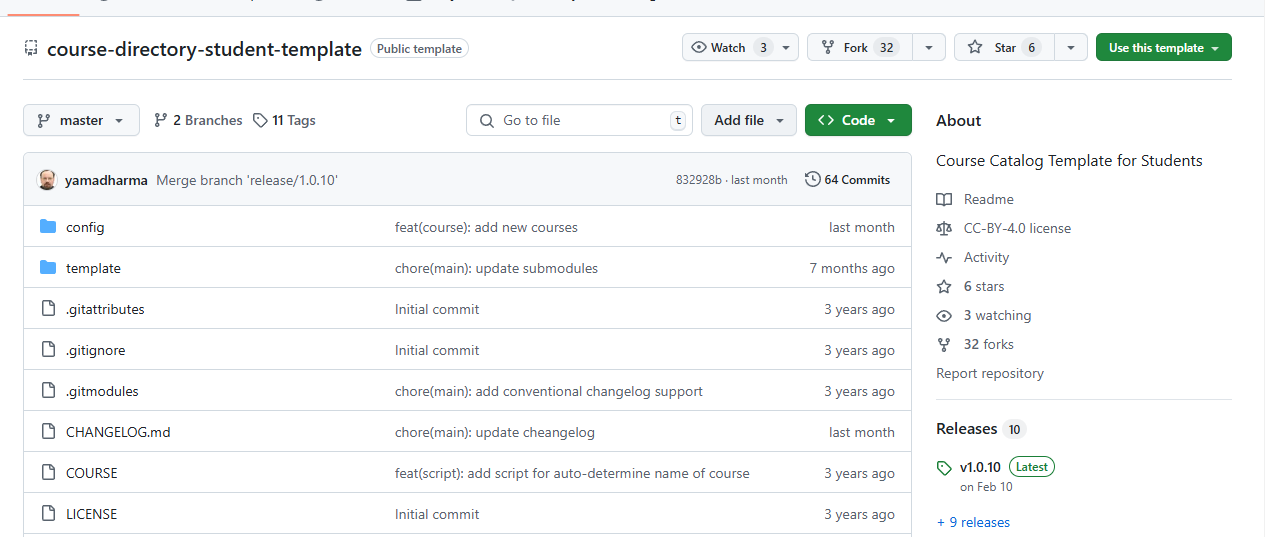 course-directory-student-template Public template Watch 3 Fork 32 Star 6 Use this template
master 2 Branches 11 Tags Go to file t Add file <> Code
yamadharma Merge branch 'release/1.0.10' 832928b · last month 64 Commits
config feat(course): add new courses last month
template chore(main): update submodules 7 months ago
.gitattributes Initial commit 3 years ago
.gitignore Initial commit 3 years ago
.gitmodules chore(main): add conventional changelog support 3 years ago
CHANGELOG.md chore(main): update cheangelog last month
COURSE feat(script): add script for auto-determine name of course 3 years ago
LICENSE Initial commit 3 years ago
About
Course Catalog Template for Students
Readme
CC-BY-4.0 license
Activity
6 stars
3 watching
32 forks
Report repository
Releases 10
v1.0.10 Latest
on Feb 10
+ 9 releases